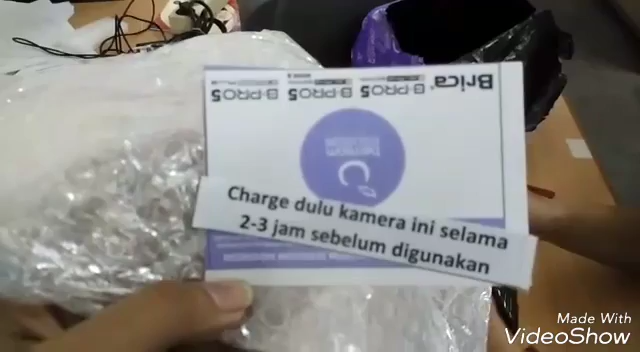 Brica
B-PRO5 B-PRO5 B-PRO5
Charge dulu kamera ini selama
2-3 jam sebelum digunakan
Made With
VideoShow